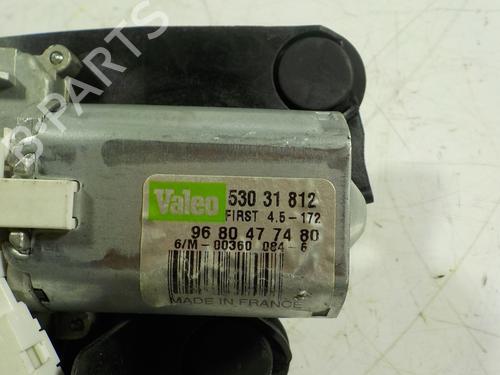 B-PARTS
Valeo 530 31 812
FIRST 4.5-172
96 80 47 74 80
6/M-00360 084-6
MADE IN FRANCE